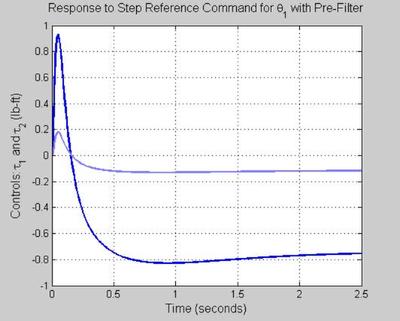 Response to Step Reference Command for θ1 with Pre-Filter
Controls: τ1 and τ2 (lb-ft)
1
0.8
0.6
0.4
0.2
0
-0.2
-0.4
-0.6
-0.8
-1
0 0.5 1 1.5 2 2.5
Time (seconds)